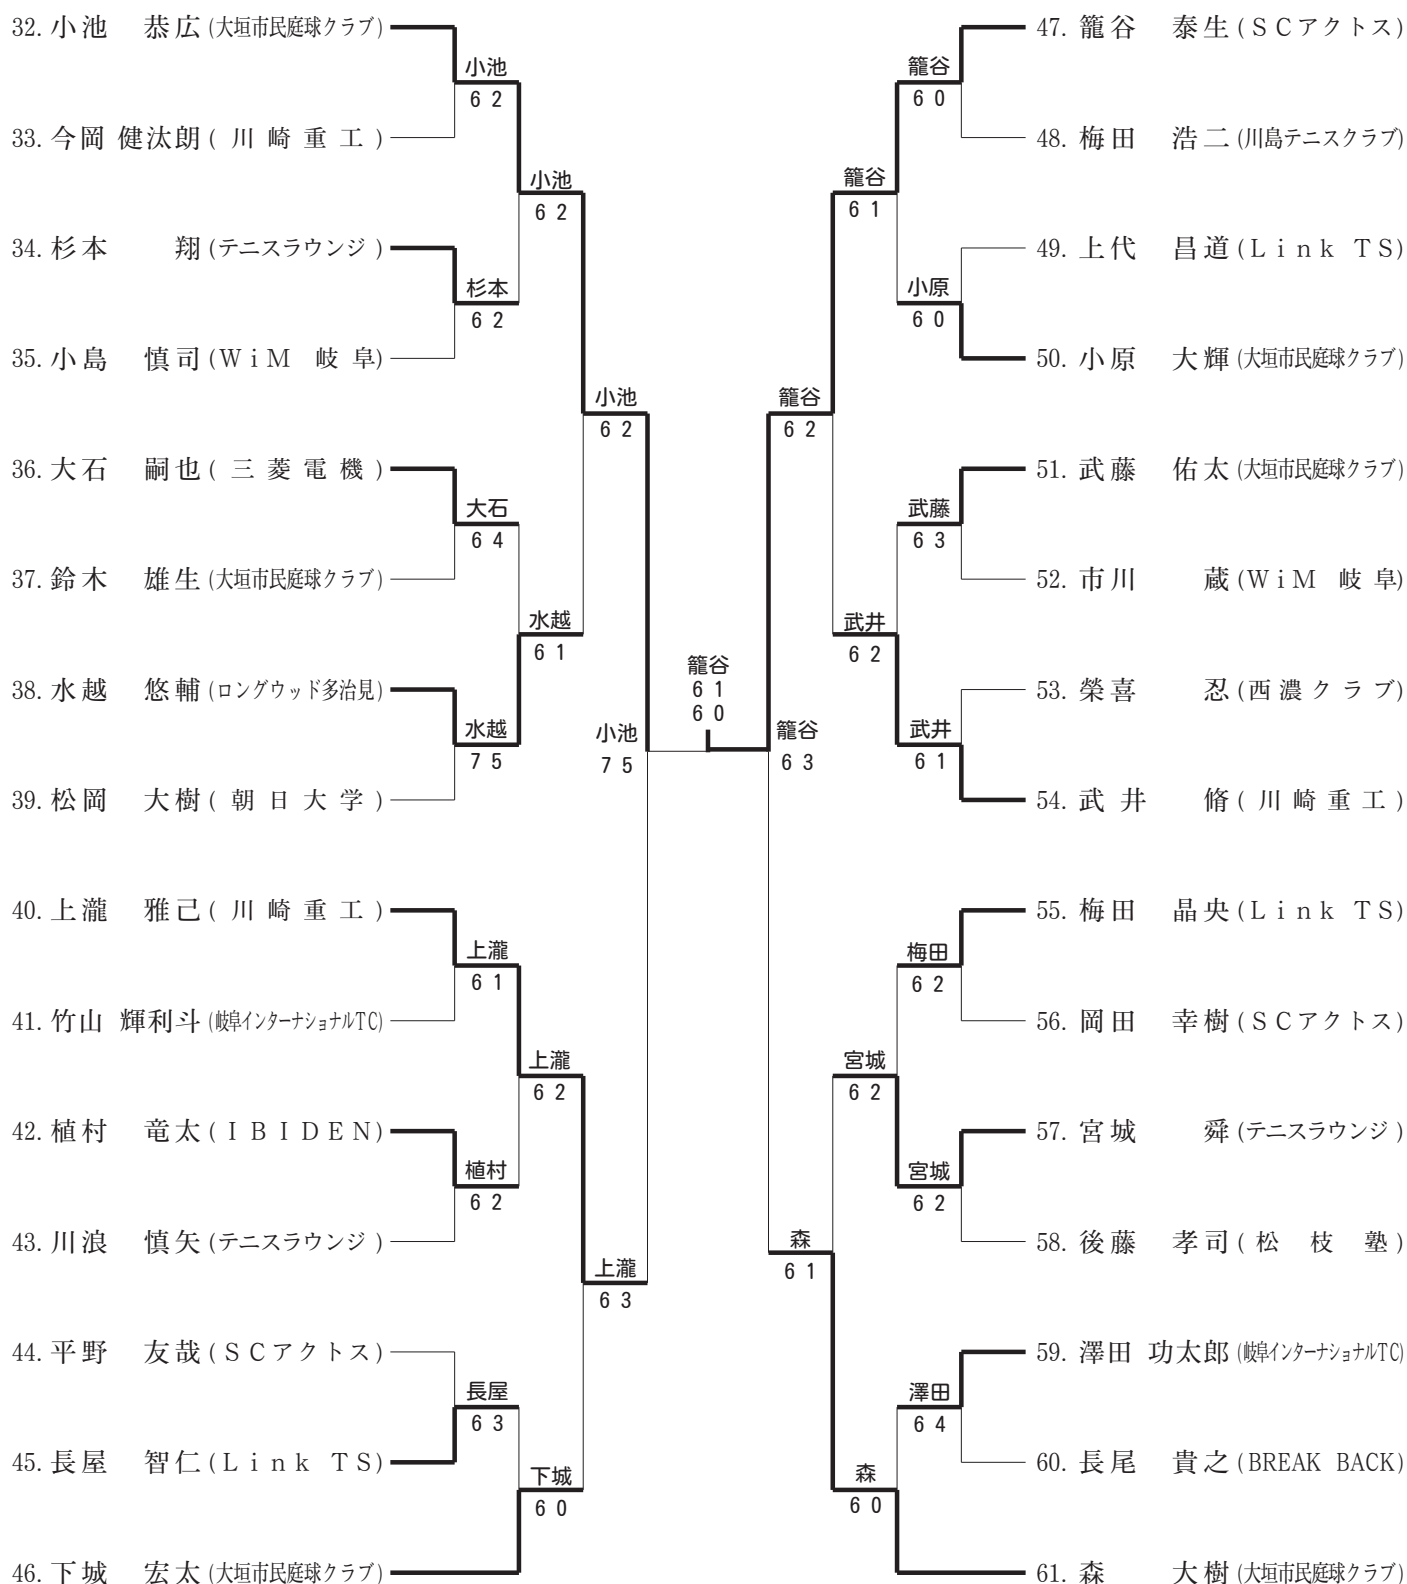 32. 小池 恭広 (大垣市民庭球クラブ)
33. 今岡 健汰朗 (川崎重工)
34. 杉本 翔 (テニスラウンジ)
35. 小島 慎司 (WiM 岐阜)
36. 大石 嗣也 (三菱電機)
37. 鈴木 雄生 (大垣市民庭球クラブ)
38. 水越 悠輔 (ロングウッド多治見)
39. 松岡 大樹 (朝日大学)
40. 上瀧 雅己 (川崎重工)
41. 竹山 輝利斗 (岐阜インターナショナルTC)
42. 植村 竜太 (IBIDEN)
43. 川浪 慎矢 (テニスラウンジ)
44. 平野 友哉 (SCアクトス)
45. 長屋 智仁 (Link TS)
46. 下城 宏太 (大垣市民庭球クラブ)
小池
6 2
杉本
6 2
大石
6 4
水越
7 5
上瀧
6 1
植村
6 2
長屋
6 3
小池
6 2
水越
6 1
上瀧
6 2
下城
6 0
小池
6 2
上瀧
6 3
小池
7 5
籠谷
6 1
6 0
籠谷
6 3
籠谷
6 2
森
6 1
籠谷
6 1
武井
6 2
宮城
6 2
森
6 0
籠谷
6 0
小原
6 0
武藤
6 3
武井
6 1
梅田
6 2
宮城
6 2
澤田
6 4
47. 籠谷 泰生 (SCアクトス)
48. 梅田 浩二 (川島テニスクラブ)
49. 上代 昌道 (Link TS)
50. 小原 大輝 (大垣市民庭球クラブ)
51. 武藤 佑太 (大垣市民庭球クラブ)
52. 市川 蔵 (WiM 岐阜)
53. 榮喜 忍 (西濃クラブ)
54. 武井 脩 (川崎重工)
55. 梅田 晶央 (Link TS)
56. 岡田 幸樹 (SCアクトス)
57. 宮城 舜 (テニスラウンジ)
58. 後藤 孝司 (松枝塾)
59. 澤田 功太郎 (岐阜インターナショナルTC)
60. 長尾 貴之 (BREAK BACK)
61. 森 大樹 (大垣市民庭球クラブ)